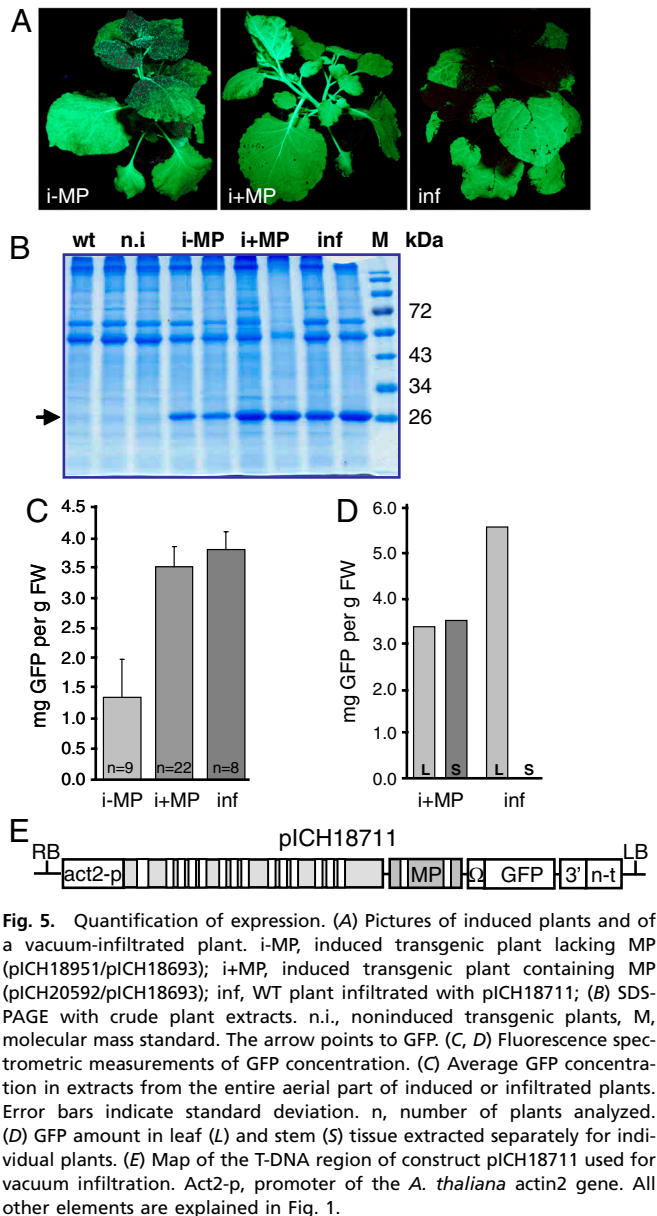 A
i-MP
i+MP
inf
B
wt n.i i-MP i+MP inf M kDa
72
43
34
26
C
mg GFP per g FW
4.5
4.0
3.5
3.0
2.5
2.0
1.5
1.0
0.5
0.0
n=9 n=22 n=8
i-MP i+MP inf
D
mg GFP per g FW
6.0
5.0
4.0
3.0
2.0
1.0
0.0
L S L S
i+MP inf
E
pICH18711
RB LB
act2-p MP Ω GFP 3' n-t
Fig. 5. Quantification of expression. (A) Pictures of induced plants and of
a vacuum-infiltrated plant. i-MP, induced transgenic plant lacking MP
(pICH18951/pICH18693); i+MP, induced transgenic plant containing MP
(pICH20592/pICH18693); inf, WT plant infiltrated with pICH18711; (B) SDS-
PAGE with crude plant extracts. n.i., noninduced transgenic plants, M,
molecular mass standard. The arrow points to GFP. (C, D) Fluorescence spec-
trometric measurements of GFP concentration. (C) Average GFP concentra-
tion in extracts from the entire aerial part of induced or infiltrated plants.
Error bars indicate standard deviation. n, number of plants analyzed.
(D) GFP amount in leaf (L) and stem (S) tissue extracted separately for indi-
vidual plants. (E) Map of the T-DNA region of construct pICH18711 used for
vacuum infiltration. Act2-p, promoter of the A. thaliana actin2 gene. All
other elements are explained in Fig. 1.